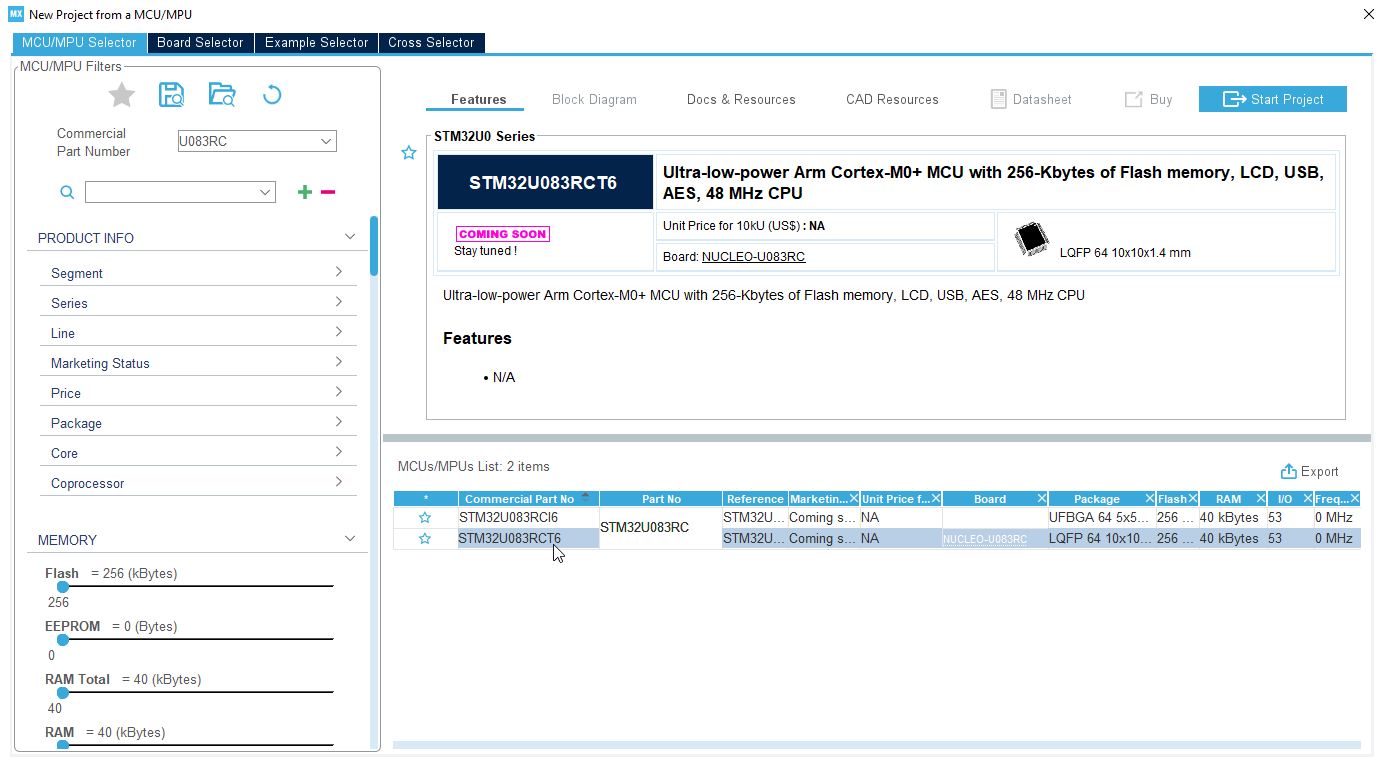 MX New Project from a MCU/MPU
MCU/MPU Selector Board Selector Example Selector Cross Selector
MCU/MPU Filters
Commercial
Part Number
U083RC
PRODUCT INFO
Segment
Series
Line
Marketing Status
Price
Package
Core
Coprocessor
MEMORY
Flash = 256 (kBytes)
256
EEPROM = 0 (Bytes)
0
RAM Total = 40 (kBytes)
40
RAM = 40 (kBytes)
Features Block Diagram Docs & Resources CAD Resources Datasheet Buy Start Project
STM32U0 Series
STM32U083RCT6
Ultra-low-power Arm Cortex-M0+ MCU with 256-Kbytes of Flash memory, LCD, USB,
AES, 48 MHz CPU
COMING SOON
Stay tuned !
Unit Price for 10kU (US$) : NA
Board: NUCLEO-U083RC
LQFP 64 10x10x1.4 mm
Ultra-low-power Arm Cortex-M0+ MCU with 256-Kbytes of Flash memory, LCD, USB, AES, 48 MHz CPU
Features
• N/A
MCUs/MPUs List: 2 items
Export
* Commercial Part No Part No Reference Marketin... Unit Price f... Board Package Flash RAM I/O Freq...
STM32U083RCI6 STM32U083RC STM32U... Coming s... NA UFBGA 64 5x5... 256 ... 40 kBytes 53 0 MHz
STM32U083RCT6 STM32U... Coming s... NA NUCLEO-U083RC LQFP 64 10x10... 256 ... 40 kBytes 53 0 MHz